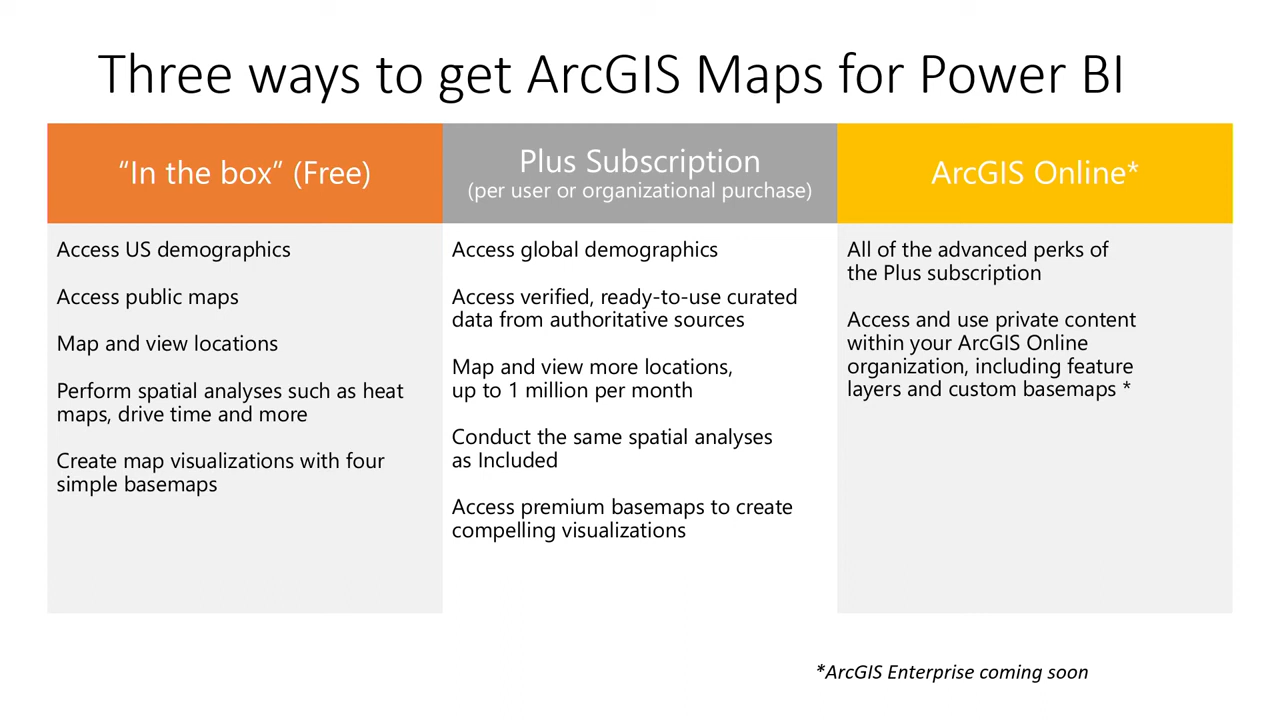 Three ways to get ArcGIS Maps for Power BI
“In the box” (Free)
Access US demographics
Access public maps
Map and view locations
Perform spatial analyses such as heat
maps, drive time and more
Create map visualizations with four
simple basemaps
Plus Subscription
(per user or organizational purchase)
Access global demographics
Access verified, ready-to-use curated
data from authoritative sources
Map and view more locations,
up to 1 million per month
Conduct the same spatial analyses
as Included
Access premium basemaps to create
compelling visualizations
ArcGIS Online*
All of the advanced perks of
the Plus subscription
Access and use private content
within your ArcGIS Online
organization, including feature
layers and custom basemaps *
*ArcGIS Enterprise coming soon